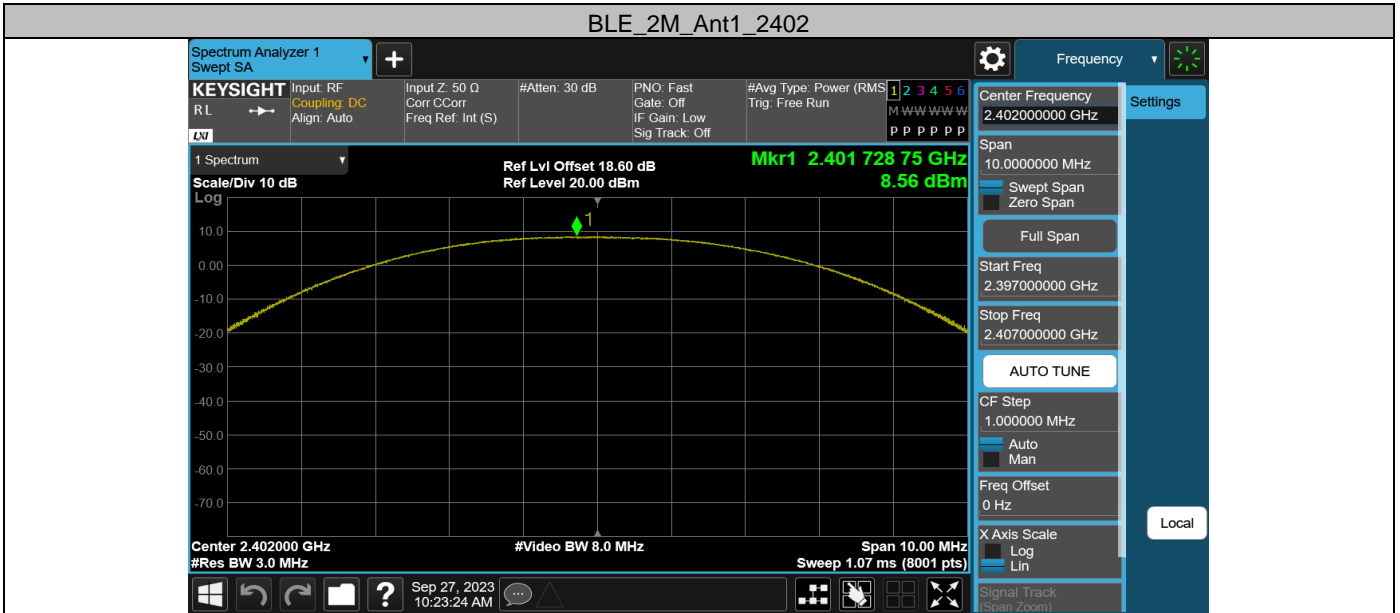 BLE_2M_Ant1_2402
Spectrum Analyzer 1
Swept SA
+
Frequency
KEYSIGHT
RL
LXI
Input: RF
Coupling: DC
Align: Auto
Input Z: 50 Ω
Corr CCorr
Freq Ref: Int (S)
#Atten: 30 dB
PNO: Fast
Gate: Off
IF Gain: Low
Sig Track: Off
#Avg Type: Power (RMS
Trig: Free Run
1 2 3 4 5 6
M W W W W W
P P P P P P
1 Spectrum
Scale/Div 10 dB
Ref Lvl Offset 18.60 dB
Ref Level 20.00 dBm
Mkr1 2.401 728 75 GHz
8.56 dBm
Log
1
10.0
0.00
-10.0
-20.0
-30.0
-40.0
-50.0
-60.0
-70.0
Center 2.402000 GHz
#Res BW 3.0 MHz
#Video BW 8.0 MHz
Span 10.00 MHz
Sweep 1.07 ms (8001 pts)
Center Frequency
2.402000000 GHz
Span
10.0000000 MHz
Swept Span
Zero Span
Full Span
Start Freq
2.397000000 GHz
Stop Freq
2.407000000 GHz
AUTO TUNE
CF Step
1.000000 MHz
Auto
Man
Freq Offset
0 Hz
X Axis Scale
Log
Lin
Signal Track
(Span Zoom)
Settings
Local
?
Sep 27, 2023
10:23:24 AM